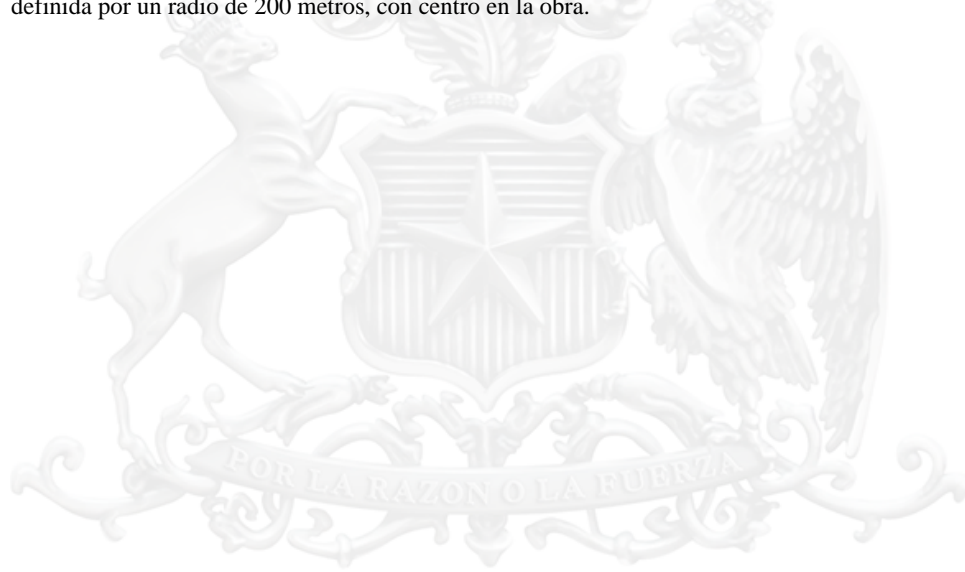 definida por un radio de 200 metros, con centro en la obra.
POR LA RAZON O LA FUERZA